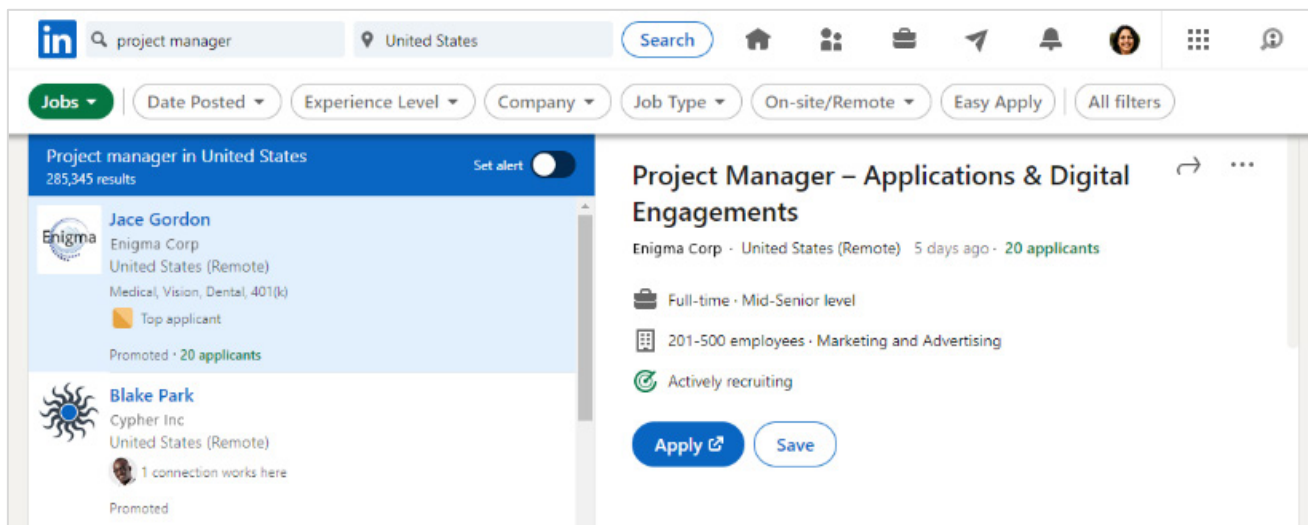 in project manager United States Search
Jobs Date Posted Experience Level Company Job Type On-site/Remote Easy Apply All filters
Project manager in United States
285,345 results
Set alert
Enigma
Jace Gordon
Enigma Corp
United States (Remote)
Medical, Vision, Dental, 401(k)
Top applicant
Promoted · 20 applicants
Blake Park
Cypher Inc
United States (Remote)
1 connection works here
Promoted
Project Manager – Applications & Digital
Engagements
Enigma Corp · United States (Remote) 5 days ago · 20 applicants
Full-time · Mid-Senior level
201-500 employees · Marketing and Advertising
Actively recruiting
Apply Save